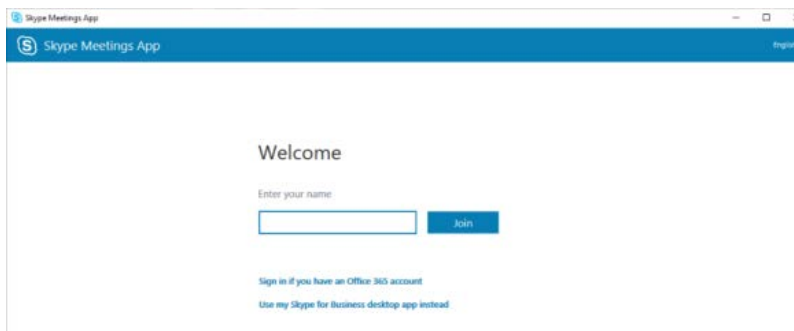 Skype Meetings App
Skype Meetings App
Welcome
Enter your name
Join
Sign in if you have an Office 365 account
Use my Skype for Business desktop app instead